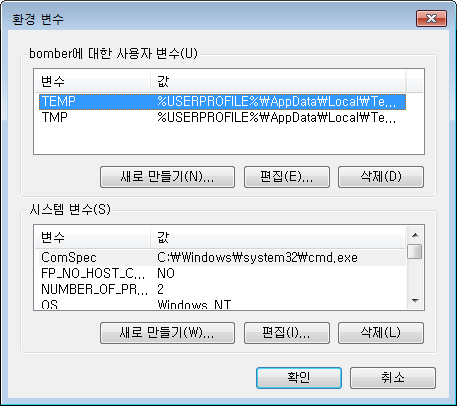 환경 변수
bomber에 대한 사용자 변수(U)
변수 값
TEMP %USERPROFILE%₩AppData₩Local₩Te...
TMP %USERPROFILE%₩AppData₩Local₩Te...
새로 만들기(N)... 편집(E)... 삭제(D)
시스템 변수(S)
변수 값
ComSpec C:₩Windows₩system32₩cmd.exe
FP_NO_HOST_C... NO
NUMBER_OF_PR... 2
OS Windows_NT
새로 만들기(W)... 편집(I)... 삭제(L)
확인 취소